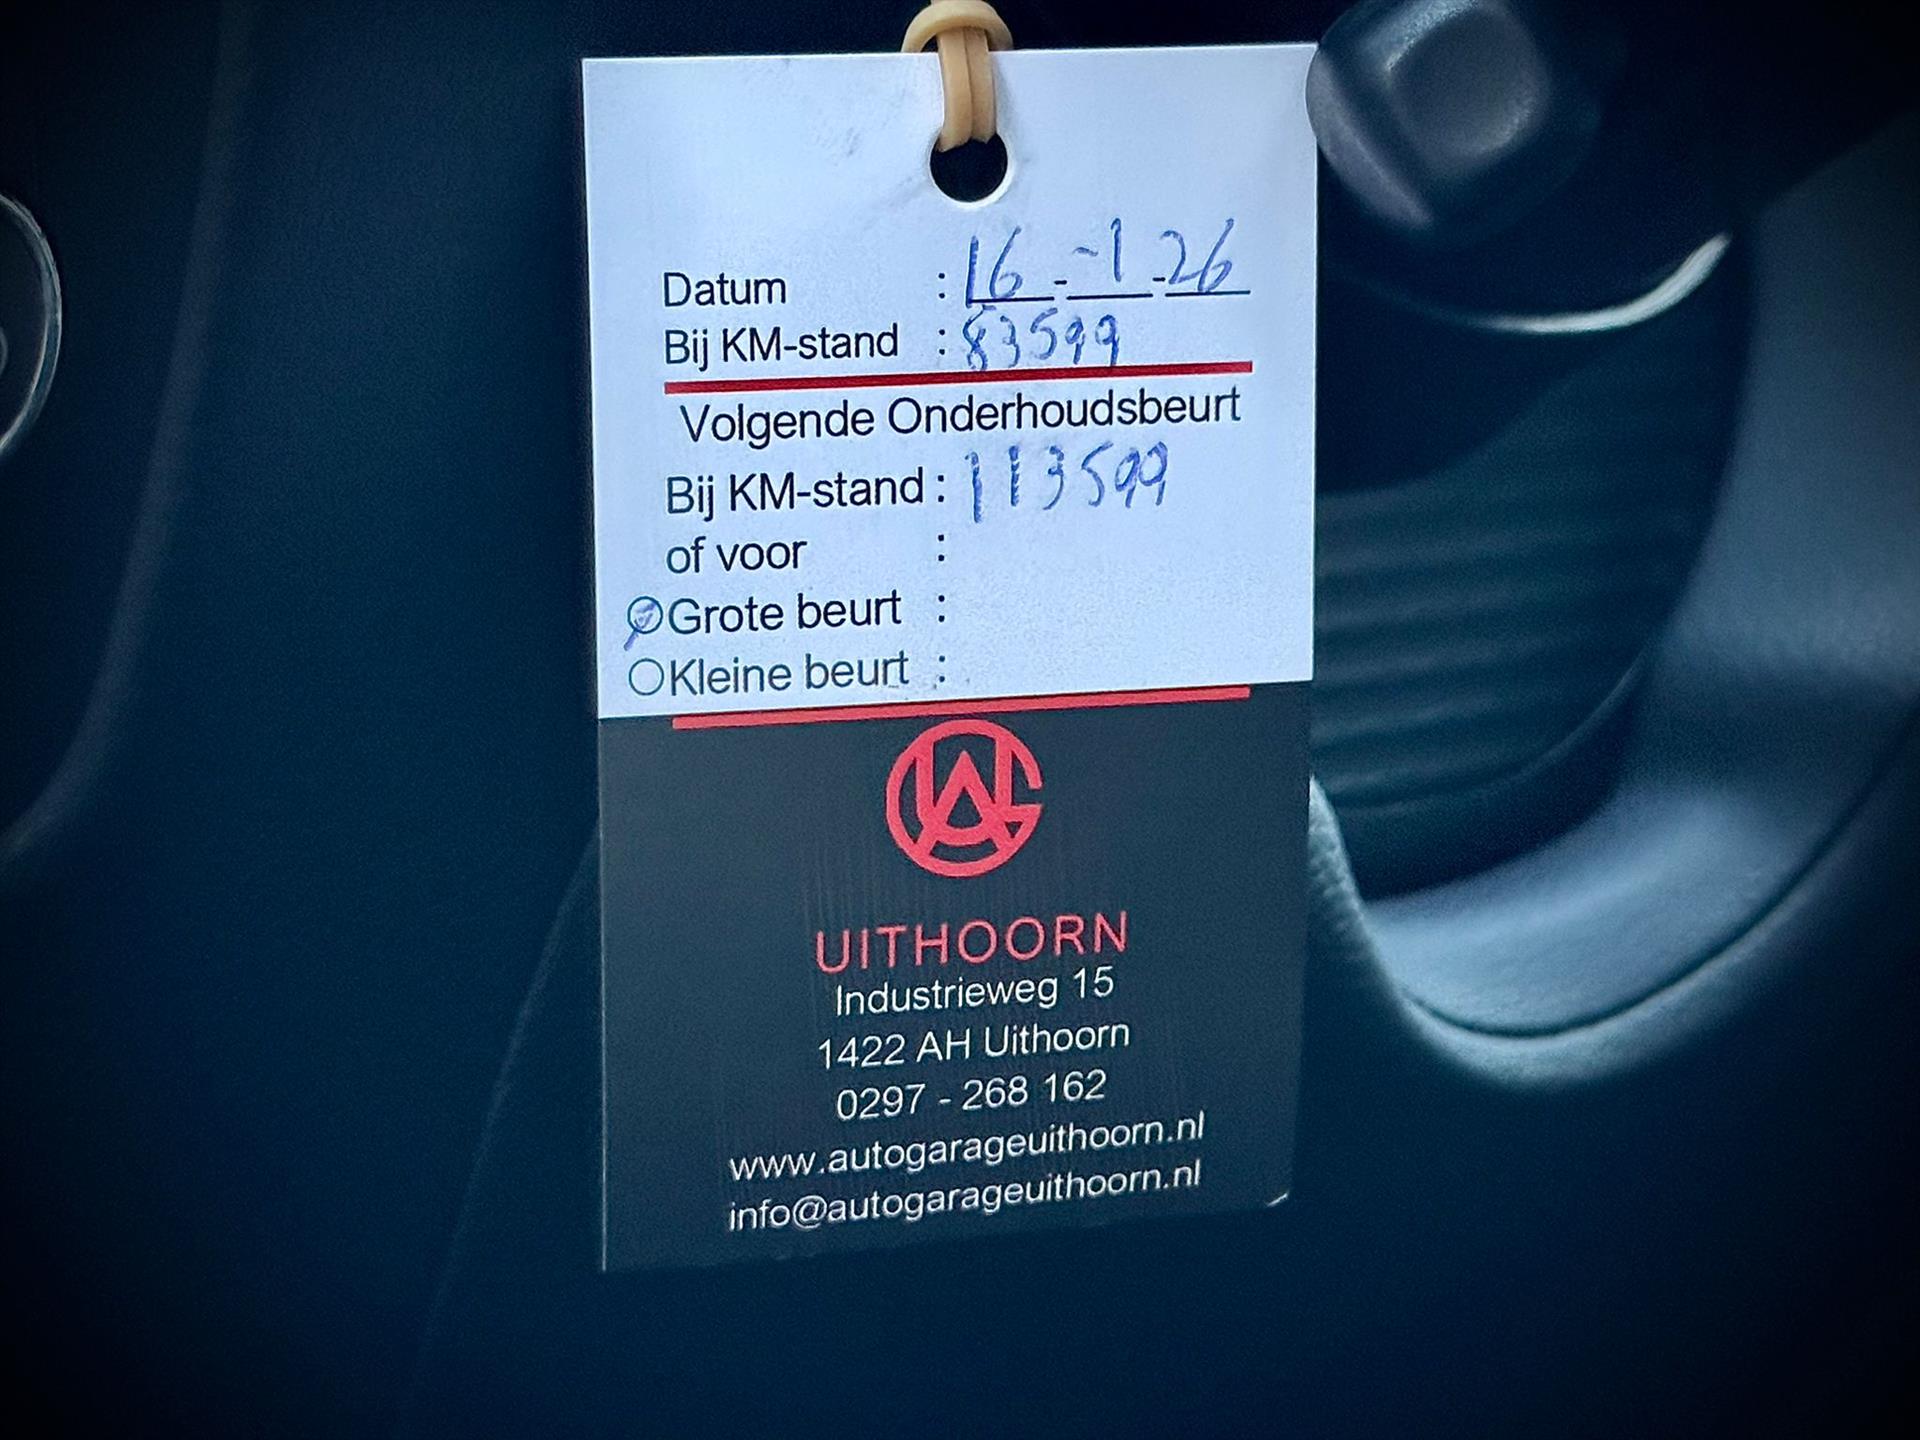 Datum : 16 - -1 - 26
Bij KM-stand : 83599
Volgende Onderhoudsbeurt
Bij KM-stand : 113599
of voor :
Grote beurt :
Kleine beurt :
UITHOORN
Industrieweg 15
1422 AH Uithoorn
0297 - 268 162
www.autogarageuithoorn.nl
info@autogarageuithoorn.nl